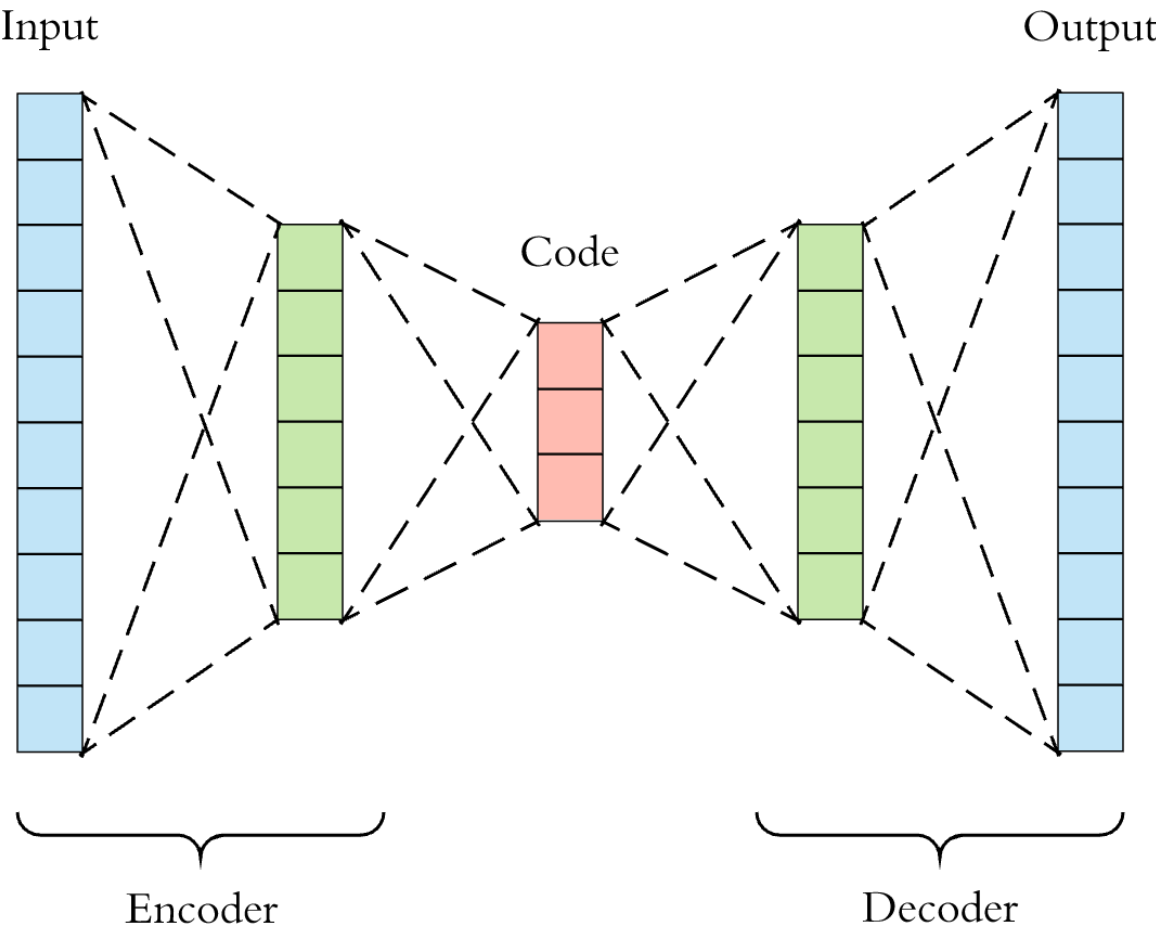 Input
Output
Code
Encoder
Decoder